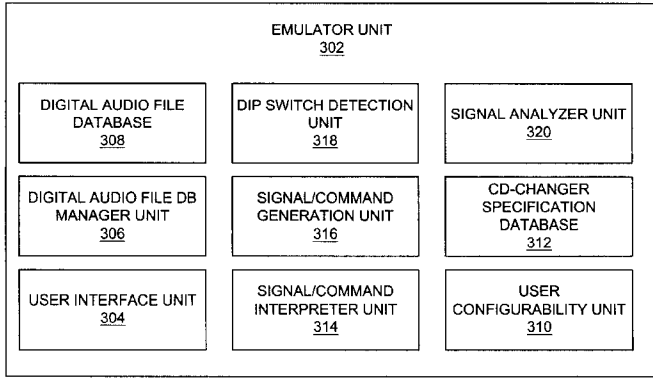 EMULATOR UNIT
302
DIGITAL AUDIO FILE
DATABASE
308
DIP SWITCH DETECTION
UNIT
318
SIGNAL ANALYZER UNIT
320
DIGITAL AUDIO FILE DB
MANAGER UNIT
306
SIGNAL/COMMAND
GENERATION UNIT
316
CD-CHANGER
SPECIFICATION
DATABASE
312
USER INTERFACE UNIT
304
SIGNAL/COMMAND
INTERPRETER UNIT
314
USER
CONFIGURABILITY UNIT
310